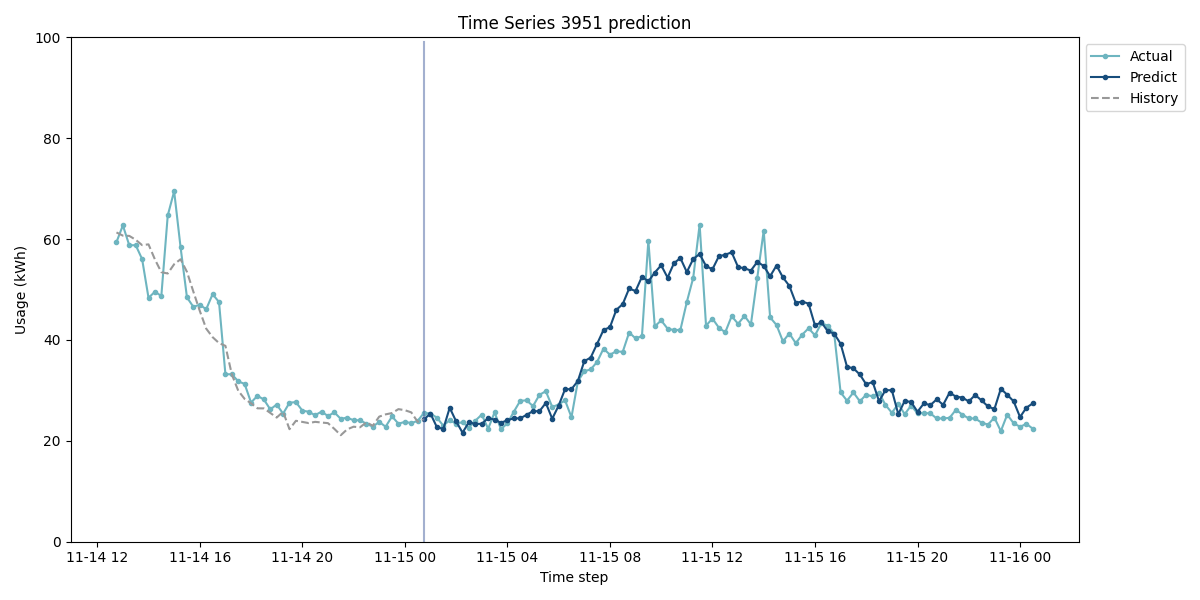 Time Series 3951 prediction
Usage (kWh)
100
80
60
40
20
0
11-14 12
11-14 16
11-14 20
11-15 00
11-15 04
11-15 08
11-15 12
11-15 16
11-15 20
11-16 00
Time step
Actual
Predict
History